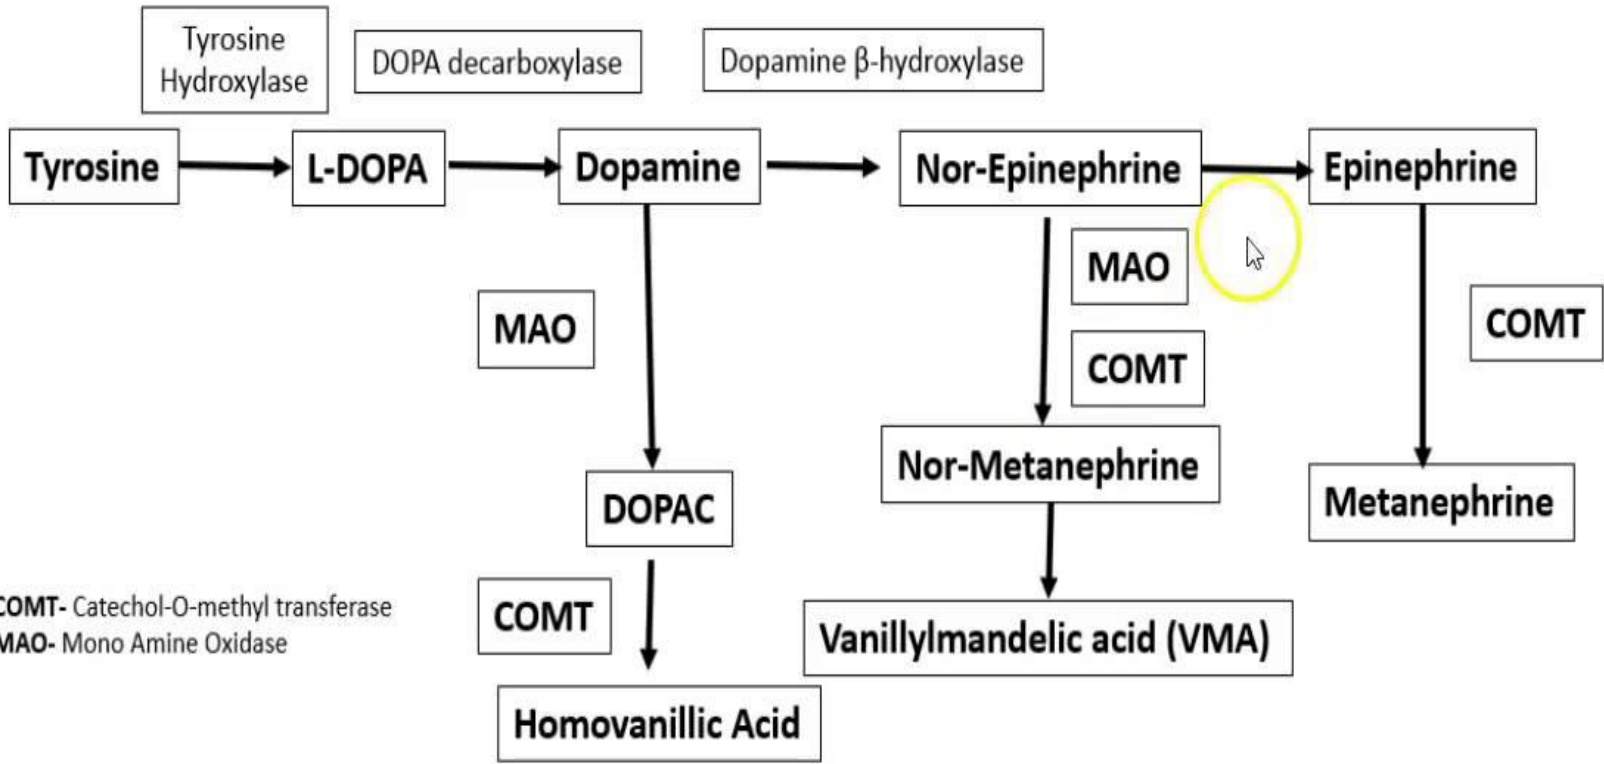 Tyrosine
Hydroxylase
DOPA decarboxylase
Dopamine β-hydroxylase
Tyrosine
L-DOPA
Dopamine
Nor-Epinephrine
Epinephrine
MAO
MAO
COMT
COMT
Nor-Metanephrine
Metanephrine
DOPAC
COMT
COMT- Catechol-O-methyl transferase
MAO- Mono Amine Oxidase
Vanillylmandelic acid (VMA)
Homovanillic Acid